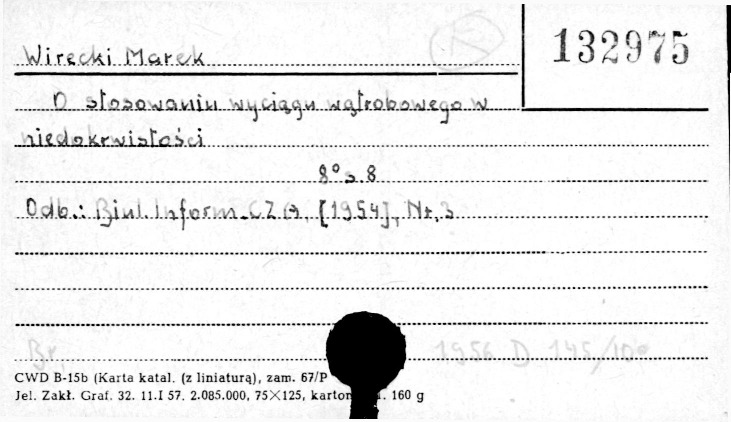 Wirecki Marek
132975
O stosowaniu wyciągu wątrobowego w
niedokrwistości
8° s. 8
Odb.: Biul. Inform. CZA, [1954], Nr. 3
Br. 1956 D 145/10°
CWD B-15b (Karta katal. (z liniaturą), zam. 67/P
Jel. Zakł. Graf. 32. 11.I 57. 2.085.000, 75×125, karton 160 g